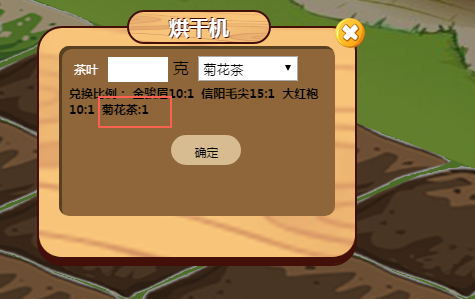 烘干机
茶叶 克 菊花茶
兑换比例： 金骏眉10:1 信阳毛尖15:1 大红袍
10:1 菊花茶:1
确定